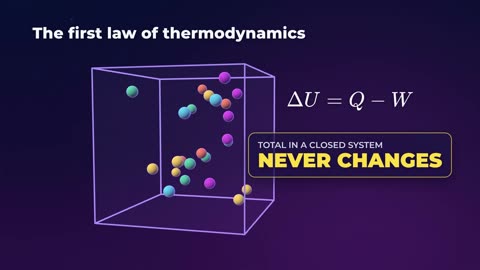 The first law of thermodynamics
ΔU = Q − W
TOTAL IN A CLOSED SYSTEM
NEVER CHANGES